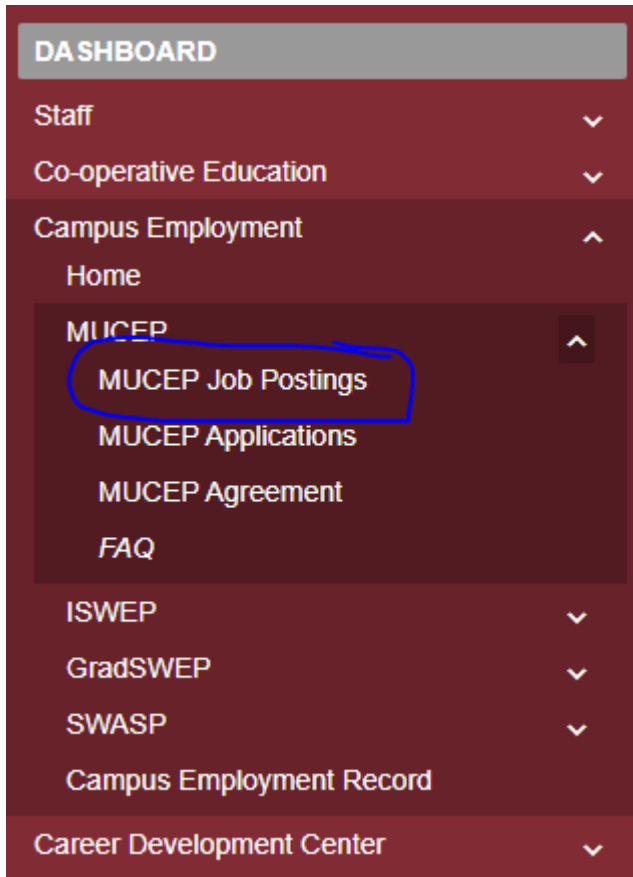 DASHBOARD
Staff
Co-operative Education
Campus Employment
Home
MUCEP
MUCEP Job Postings
MUCEP Applications
MUCEP Agreement
FAQ
ISWEP
GradSWEP
SWASP
Campus Employment Record
Career Development Center